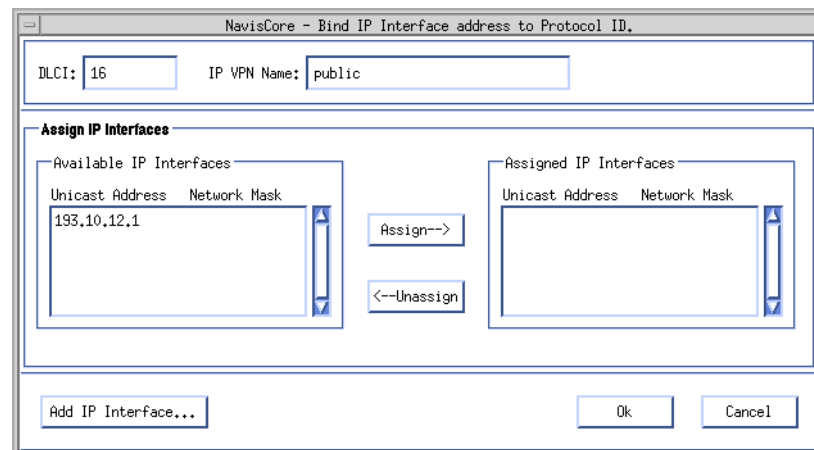 NavisCore - Bind IP Interface address to Protocol ID.
DLCI: 16 IP VPN Name: public
Assign IP Interfaces
Available IP Interfaces
Unicast Address Network Mask
193.10.12.1
Assign-->
<--Unassign
Assigned IP Interfaces
Unicast Address Network Mask
Add IP Interface... Ok Cancel